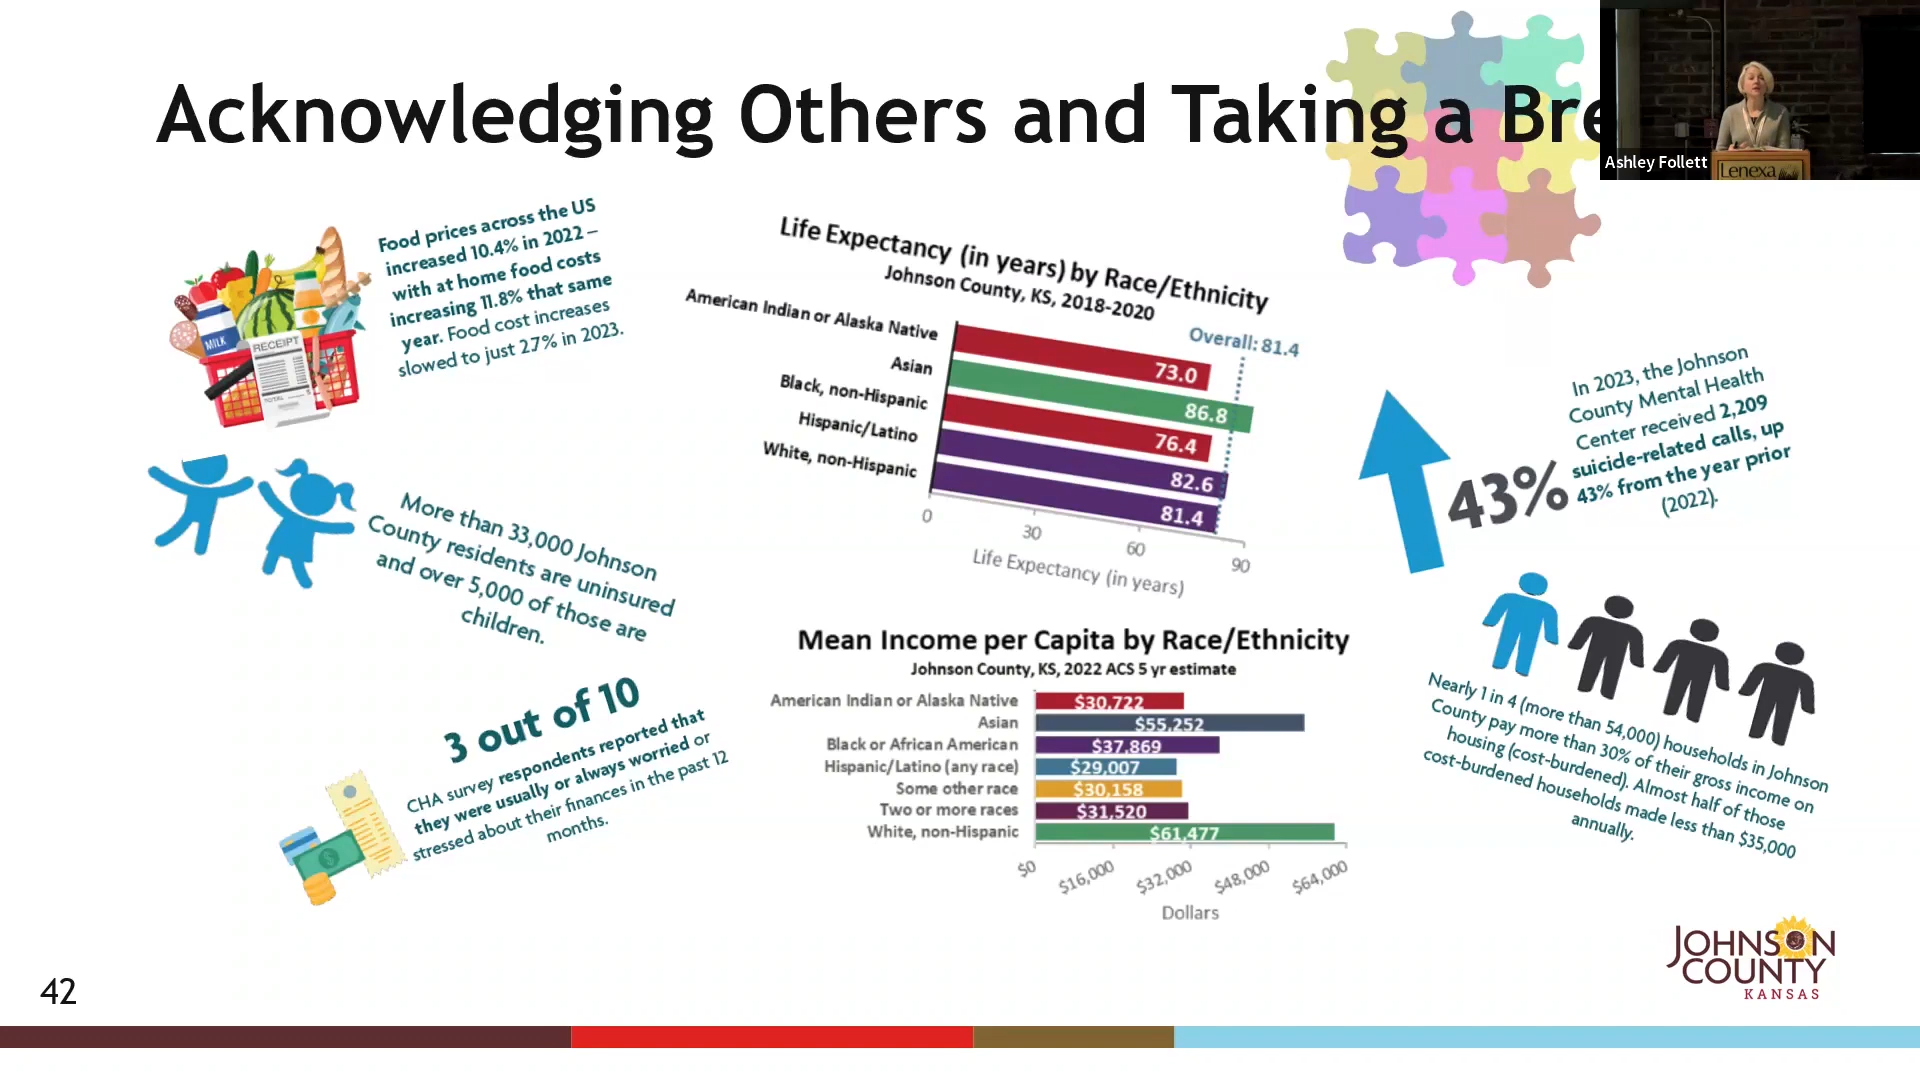 Acknowledging Others and Taking a Bre
Ashley Follett
Lenexa
Food prices across the US
increased 10.4% in 2022 –
with at home food costs
increasing 11.8% that same
year. Food cost increases
slowed to just 2.7% in 2023.
MILK
RECEIPT
TOTAL
More than 33,000 Johnson
County residents are uninsured
and over 5,000 of those are
children.
3 out of 10
CHA survey respondents reported that
they were usually or always worried or
stressed about their finances in the past 12
months.
Life Expectancy (in years) by Race/Ethnicity
Johnson County, KS, 2018-2020
Overall: 81.4
American Indian or Alaska Native 73.0
Asian 86.8
Black, non-Hispanic 76.4
Hispanic/Latino 82.6
White, non-Hispanic 81.4
0 30 60 90
Life Expectancy (in years)
Mean Income per Capita by Race/Ethnicity
Johnson County, KS, 2022 ACS 5 yr estimate
American Indian or Alaska Native $30,722
Asian $55,252
Black or African American $37,869
Hispanic/Latino (any race) $29,007
Some other race $30,158
Two or more races $31,520
White, non-Hispanic $61,477
$0 $16,000 $32,000 $48,000 $64,000
Dollars
43%
In 2023, the Johnson
County Mental Health
Center received 2,209
suicide-related calls, up
43% from the year prior
(2022).
Nearly 1 in 4 (more than 54,000) households in Johnson
County pay more than 30% of their gross income on
housing (cost-burdened). Almost half of those
cost-burdened households made less than $35,000
annually.
JOHNSON
COUNTY
KANSAS
42